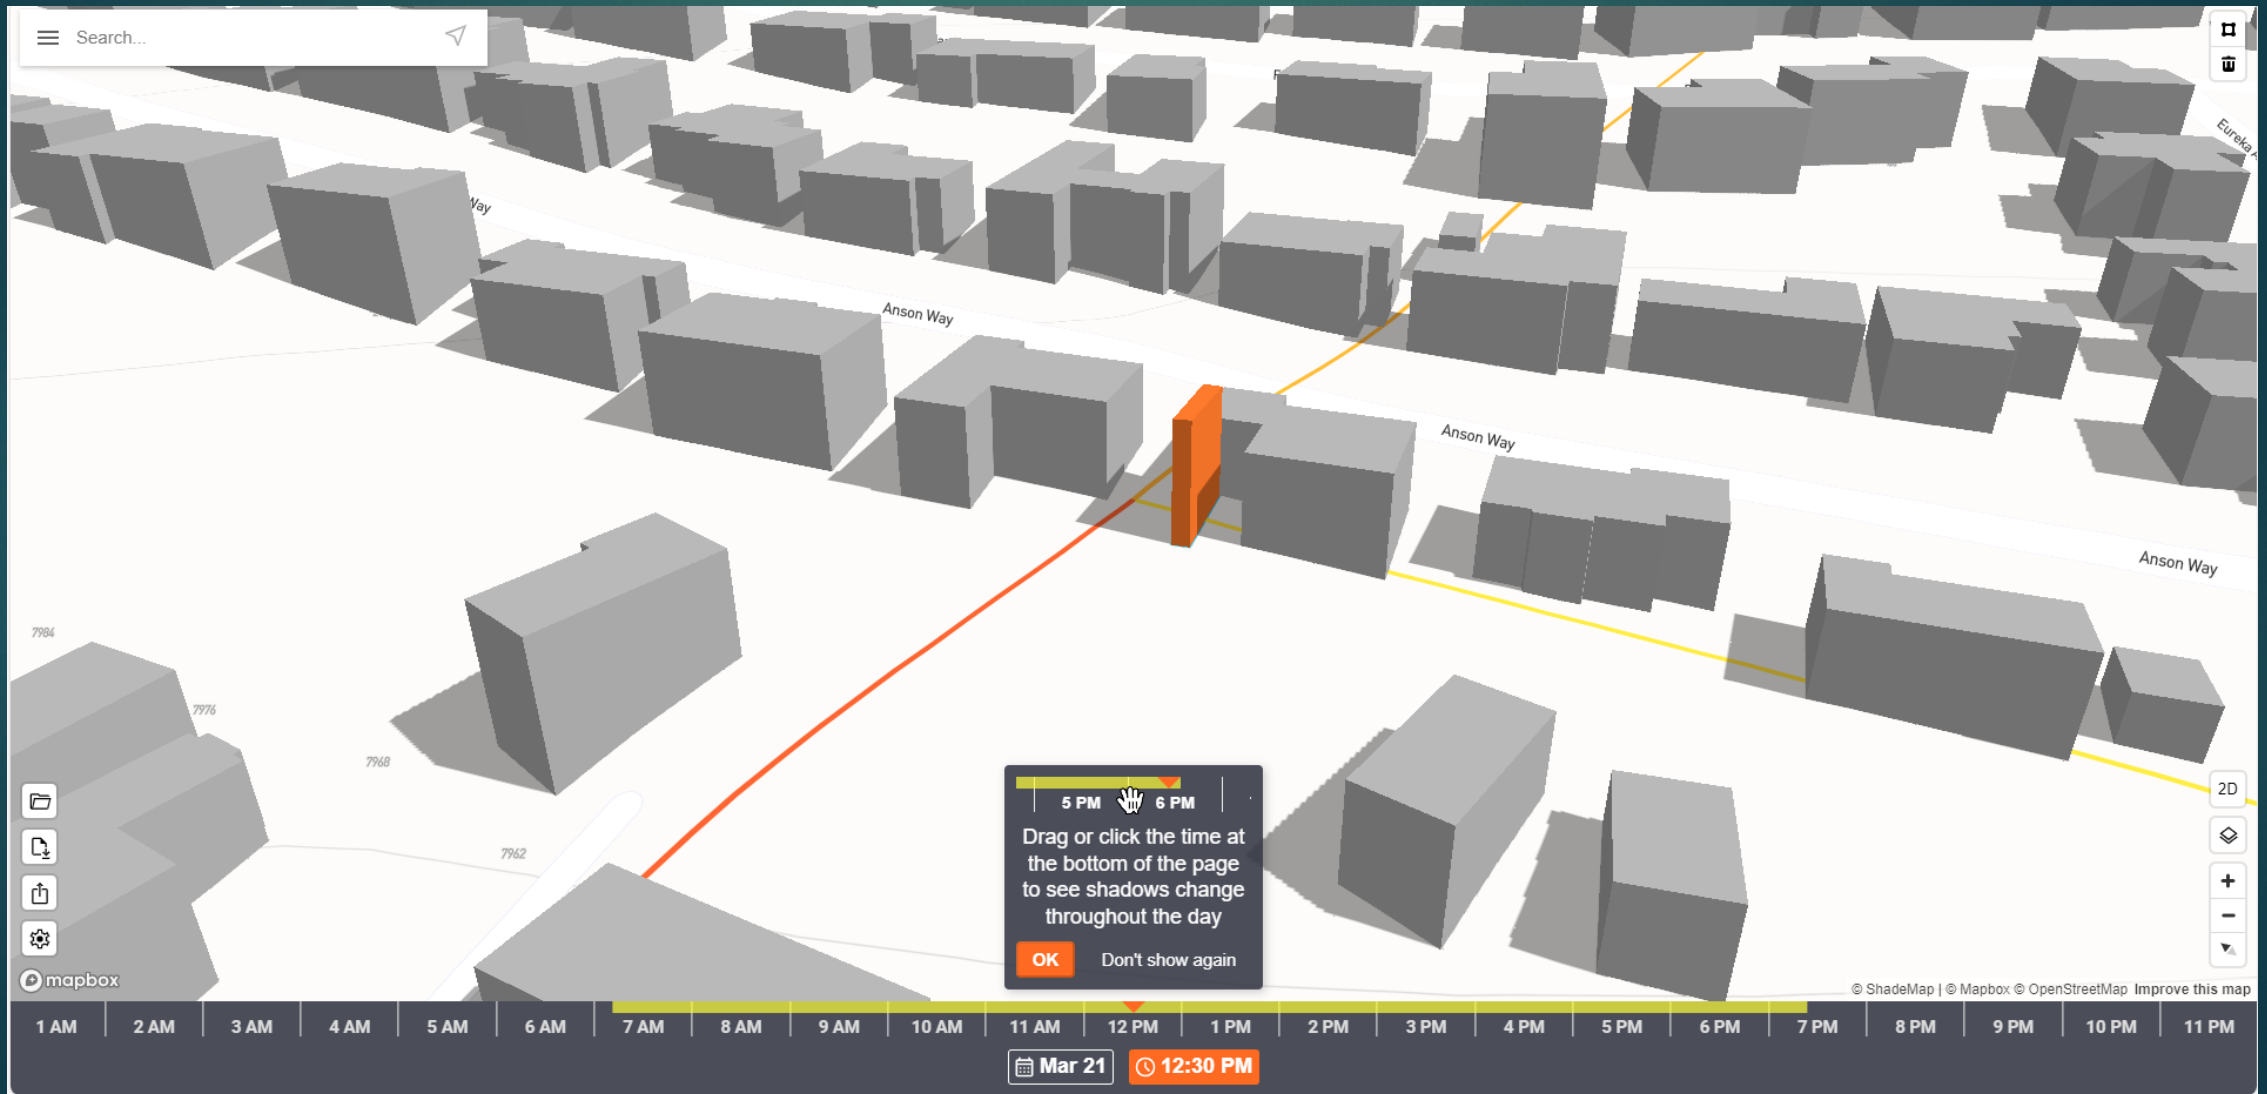 Search...
Way
Anson Way
Anson Way
Anson Way
Eureka A
7984
7976
7968
7962
5 PM
6 PM
Drag or click the time at
the bottom of the page
to see shadows change
throughout the day
OK
Don't show again
2D
mapbox
© ShadeMap | © Mapbox © OpenStreetMap Improve this map
1 AM 2 AM 3 AM 4 AM 5 AM 6 AM 7 AM 8 AM 9 AM 10 AM 11 AM 12 PM 1 PM 2 PM 3 PM 4 PM 5 PM 6 PM 7 PM 8 PM 9 PM 10 PM 11 PM
Mar 21
12:30 PM